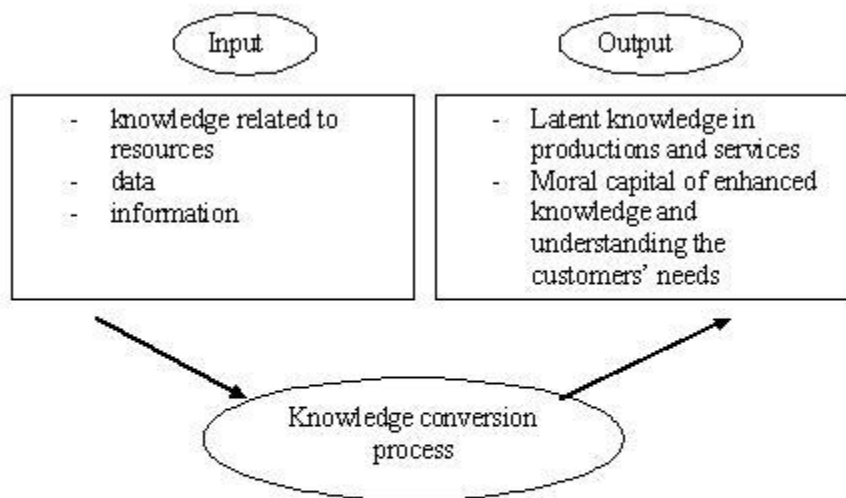 Input
Output
- knowledge related to
resources
- data
- information
- Latent knowledge in
productions and services
- Moral capital of enhanced
knowledge and
understanding the
customers' needs
Knowledge conversion
process